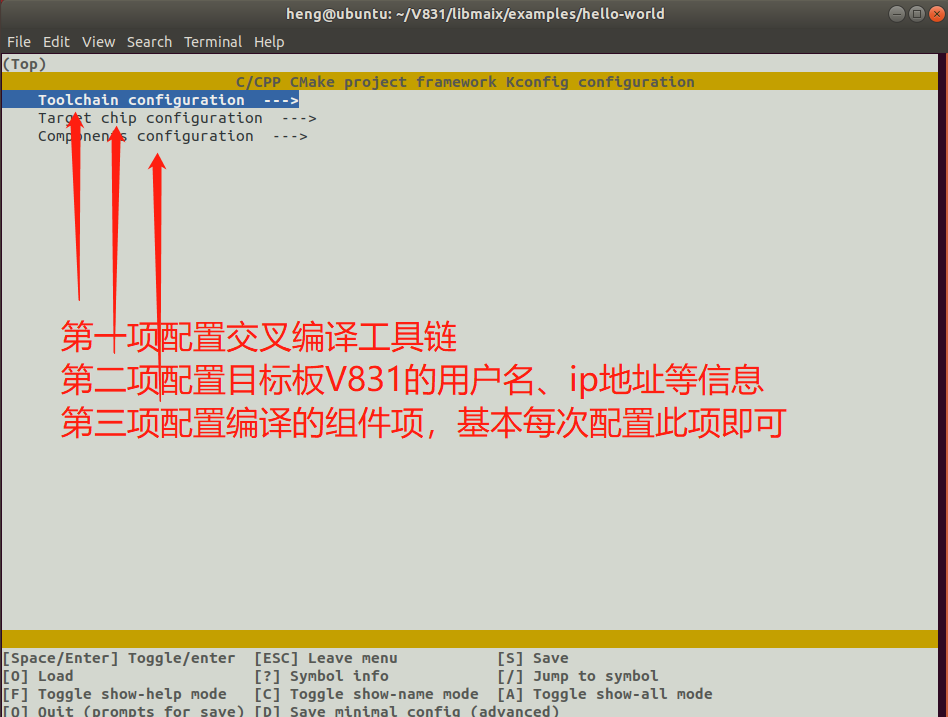 heng@ubuntu: ~/V831/libmaix/examples/hello-world
File Edit View Search Terminal Help
(Top)
C/CPP CMake project framework Kconfig configuration
Toolchain configuration --->
Target chip configuration --->
Components configuration --->
第一项配置交叉编译工具链
第二项配置目标板V831的用户名、ip地址等信息
第三项配置编译的组件项，基本每次配置此项即可
[Space/Enter] Toggle/enter [ESC] Leave menu [S] Save
[O] Load [?] Symbol info [/] Jump to symbol
[F] Toggle show-help mode [C] Toggle show-name mode [A] Toggle show-all mode
[Q] Quit (prompts for save) [D] Save minimal config (advanced)